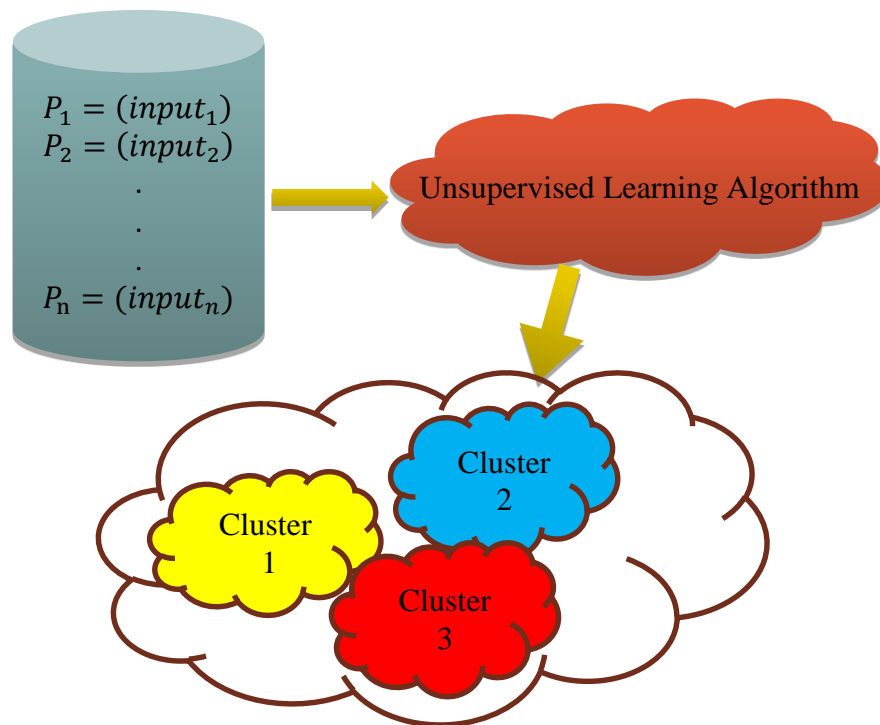 P₁ = (input₁)
P₂ = (input₂)
.
.
.
Pₙ = (inputₙ)
Unsupervised Learning Algorithm
Cluster
2
Cluster
1
Cluster
3